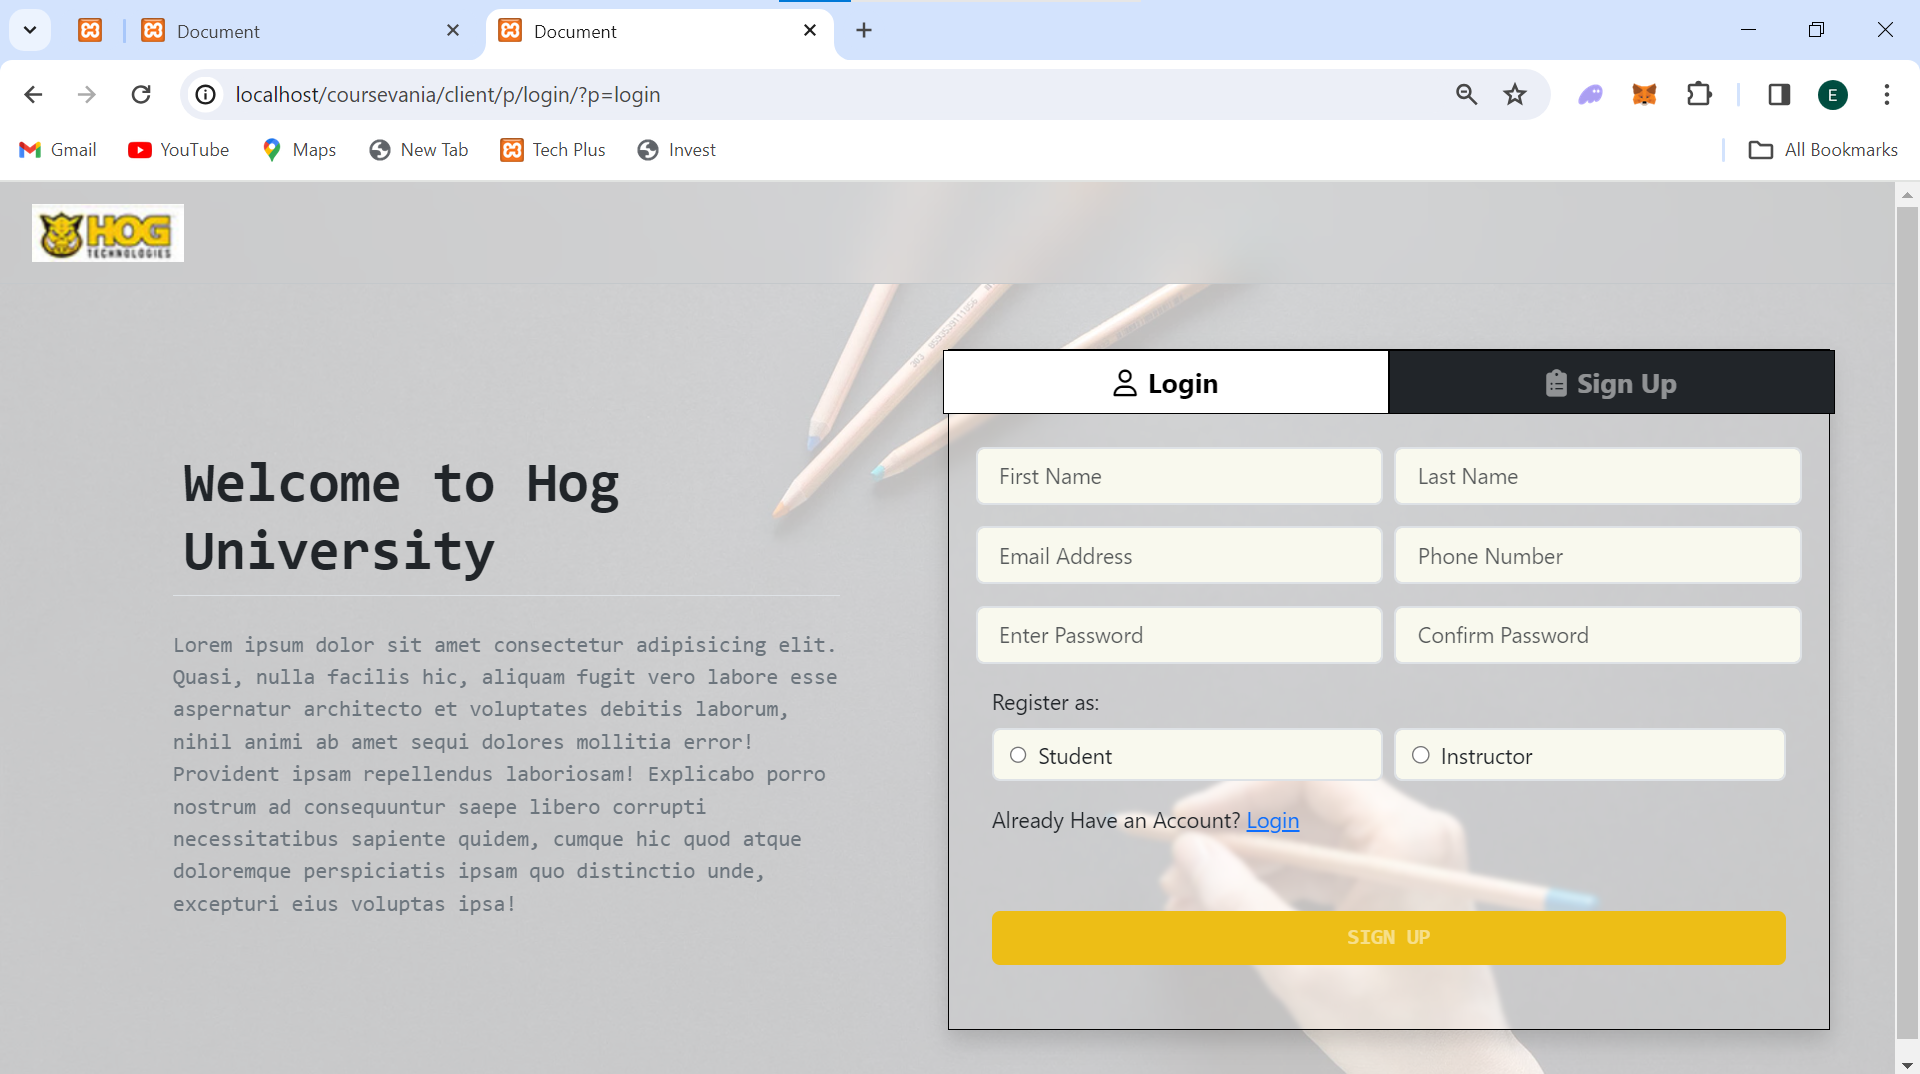 Document
Document
localhost/coursevania/client/p/login/?p=login
E
Gmail
YouTube
Maps
New Tab
Tech Plus
Invest
All Bookmarks
HOG
TECHNOLOGIES
Login
Sign Up
Welcome to Hog
University
Lorem ipsum dolor sit amet consectetur adipisicing elit.
Quasi, nulla facilis hic, aliquam fugit vero labore esse
aspernatur architecto et voluptates debitis laborum,
nihil animi ab amet sequi dolores mollitia error!
Provident ipsam repellendus laboriosam! Explicabo porro
nostrum ad consequuntur saepe libero corrupti
necessitatibus sapiente quidem, cumque hic quod atque
doloremque perspiciatis ipsam quo distinctio unde,
excepturi eius voluptas ipsa!
First Name
Last Name
Email Address
Phone Number
Enter Password
Confirm Password
Register as:
Student
Instructor
Already Have an Account? Login
SIGN UP